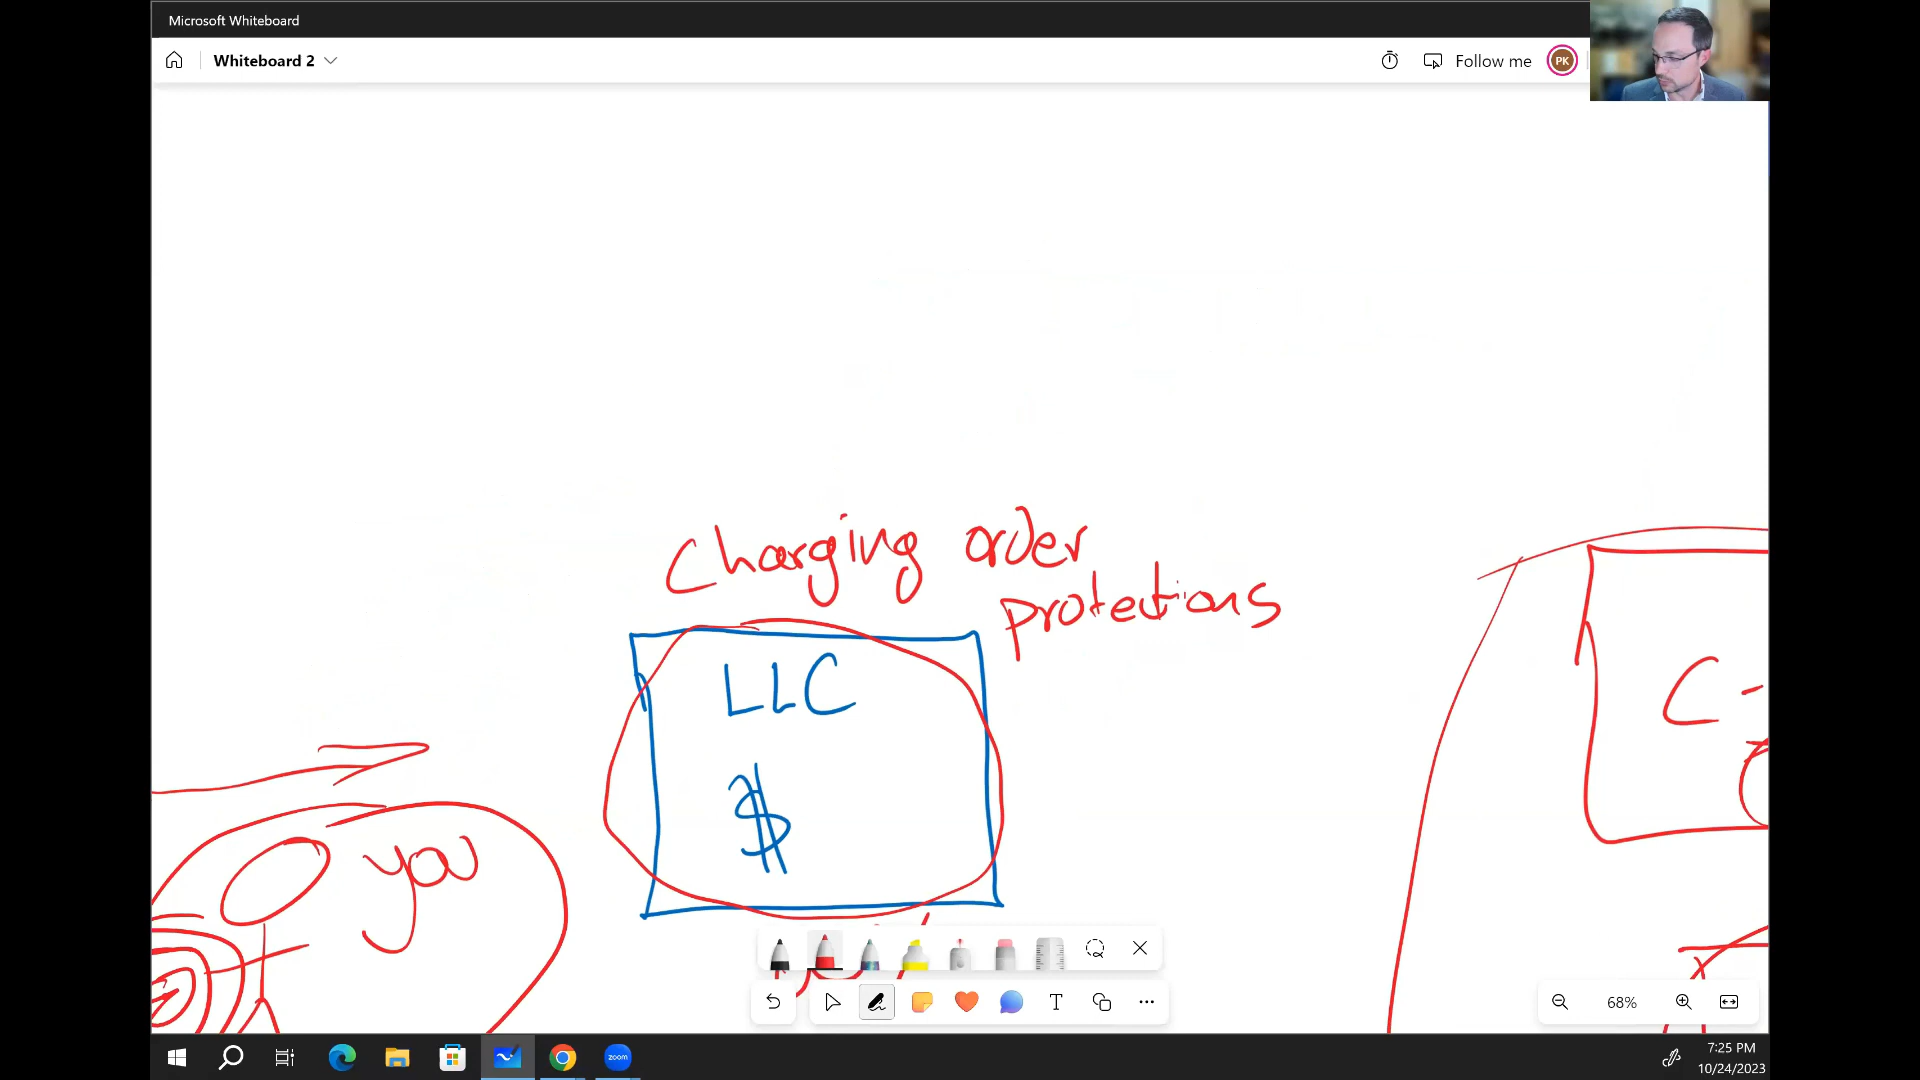 Microsoft Whiteboard
Whiteboard 2
Follow me
PK
Charging order
protections
LLC
$
C-
you
T
68%
zoom
7:25 PM
10/24/2023